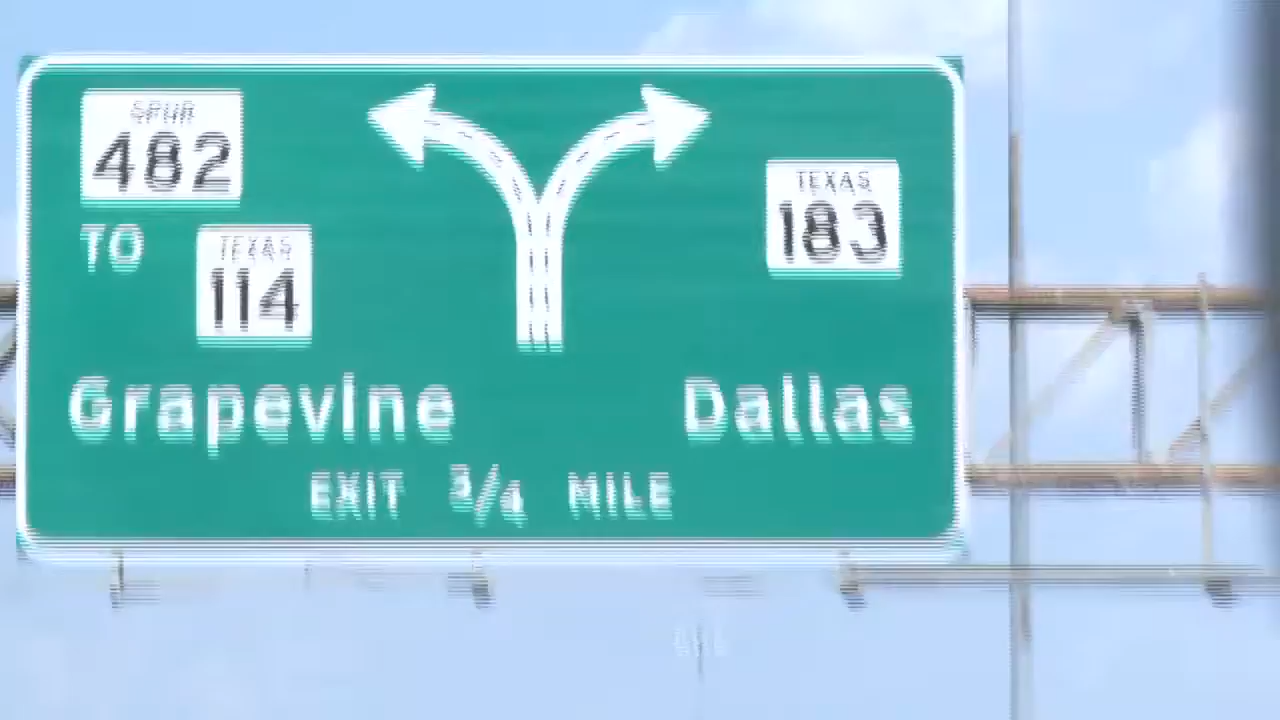 SPUR
482
TO
TEXAS
114
TEXAS
183
Grapevine
Dallas
EXIT 3/4 MILE